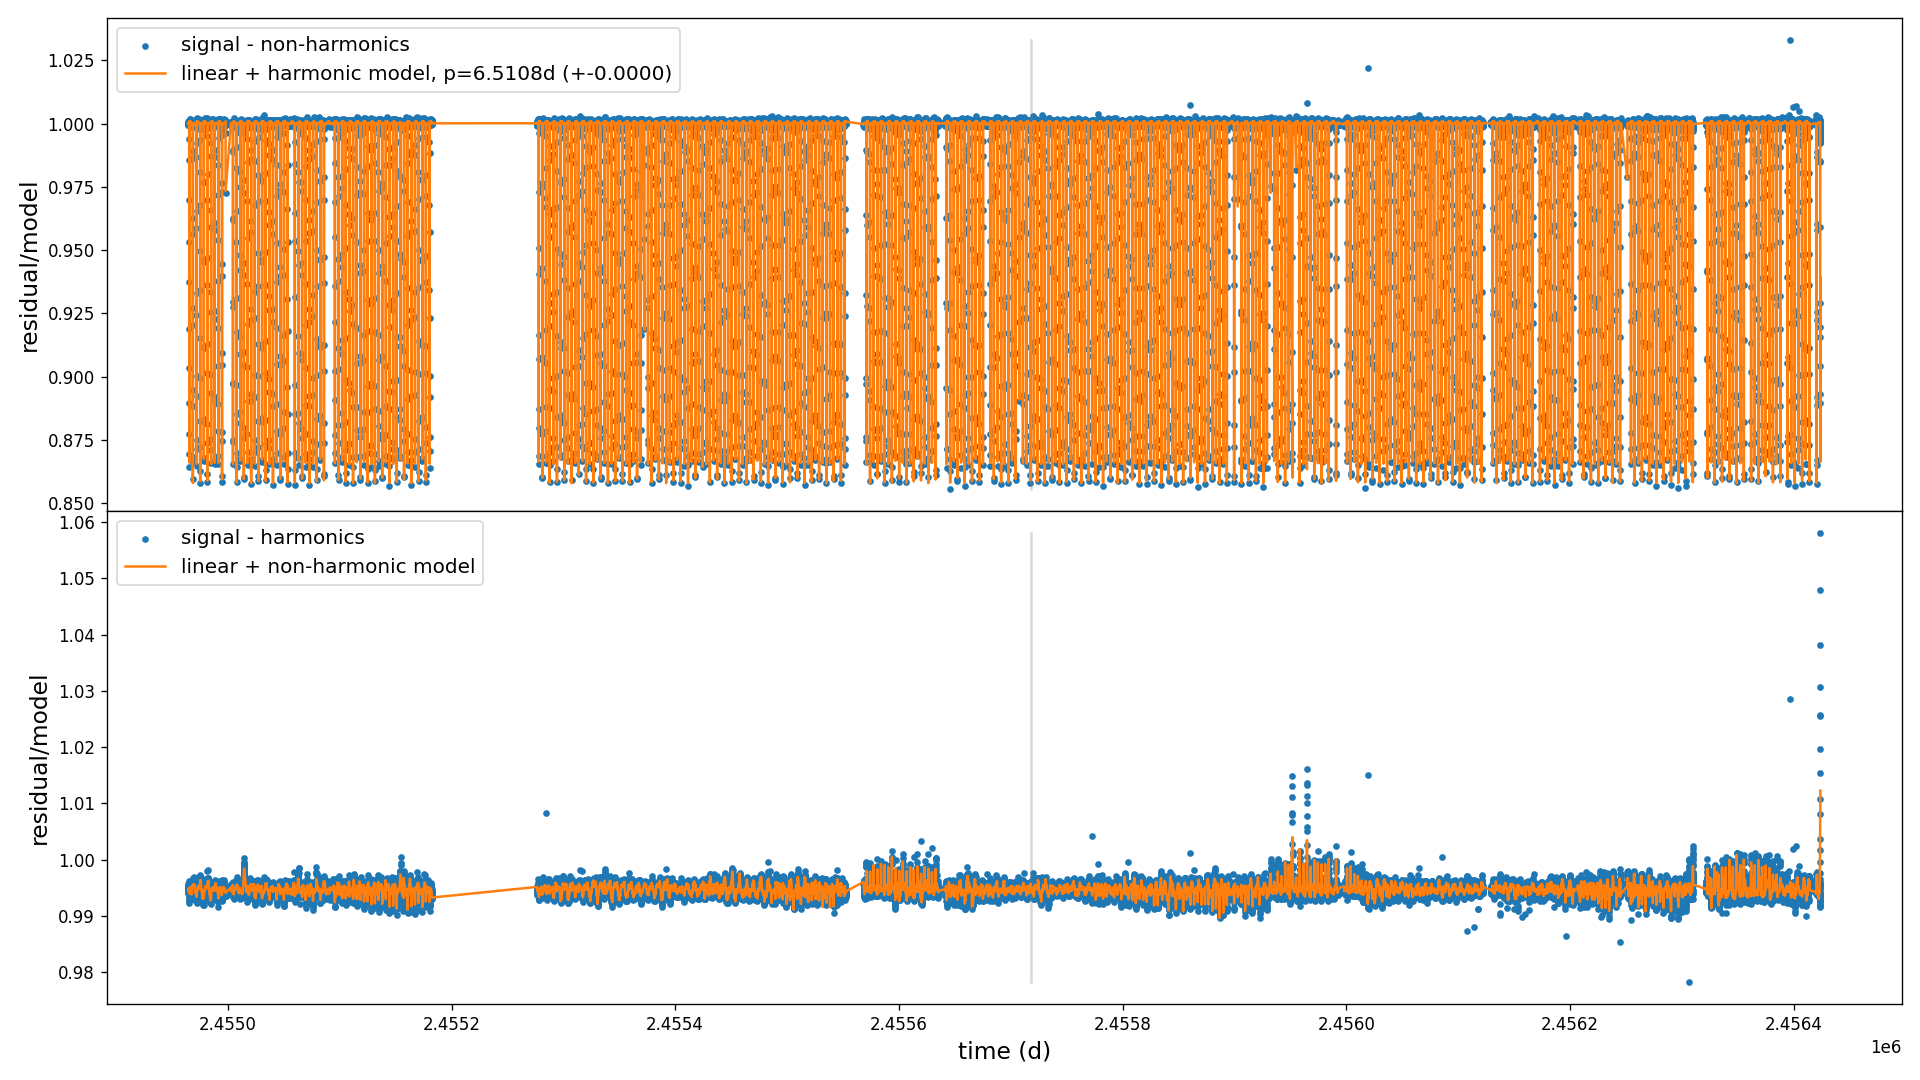 signal - non-harmonics
linear + harmonic model, p=6.5108d (+-0.0000)
residual/model
1.025
1.000
0.975
0.950
0.925
0.900
0.875
0.850
signal - harmonics
linear + non-harmonic model
residual/model
1.06
1.05
1.04
1.03
1.02
1.01
1.00
0.99
0.98
2.4550 2.4552 2.4554 2.4556 2.4558 2.4560 2.4562 2.4564
1e6
time (d)